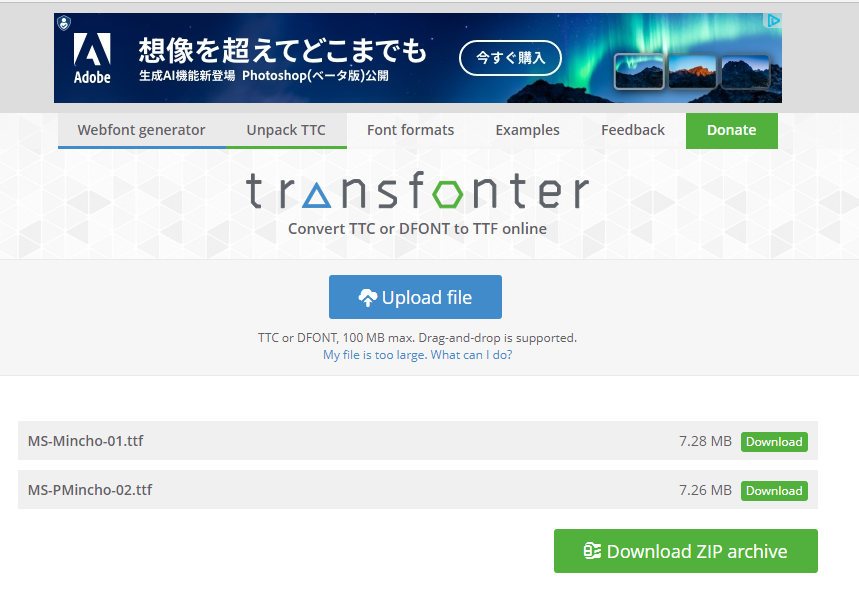 Adobe
想像を超えてどこまでも
生成AI機能新登場 Photoshop(ベータ版)公開
今すぐ購入
Webfont generator
Unpack TTC
Font formats
Examples
Feedback
Donate
transfonter
Convert TTC or DFONT to TTF online
Upload file
TTC or DFONT, 100 MB max. Drag-and-drop is supported.
My file is too large. What can I do?
MS-Mincho-01.ttf 7.28 MB Download
MS-PMincho-02.ttf 7.26 MB Download
Download ZIP archive